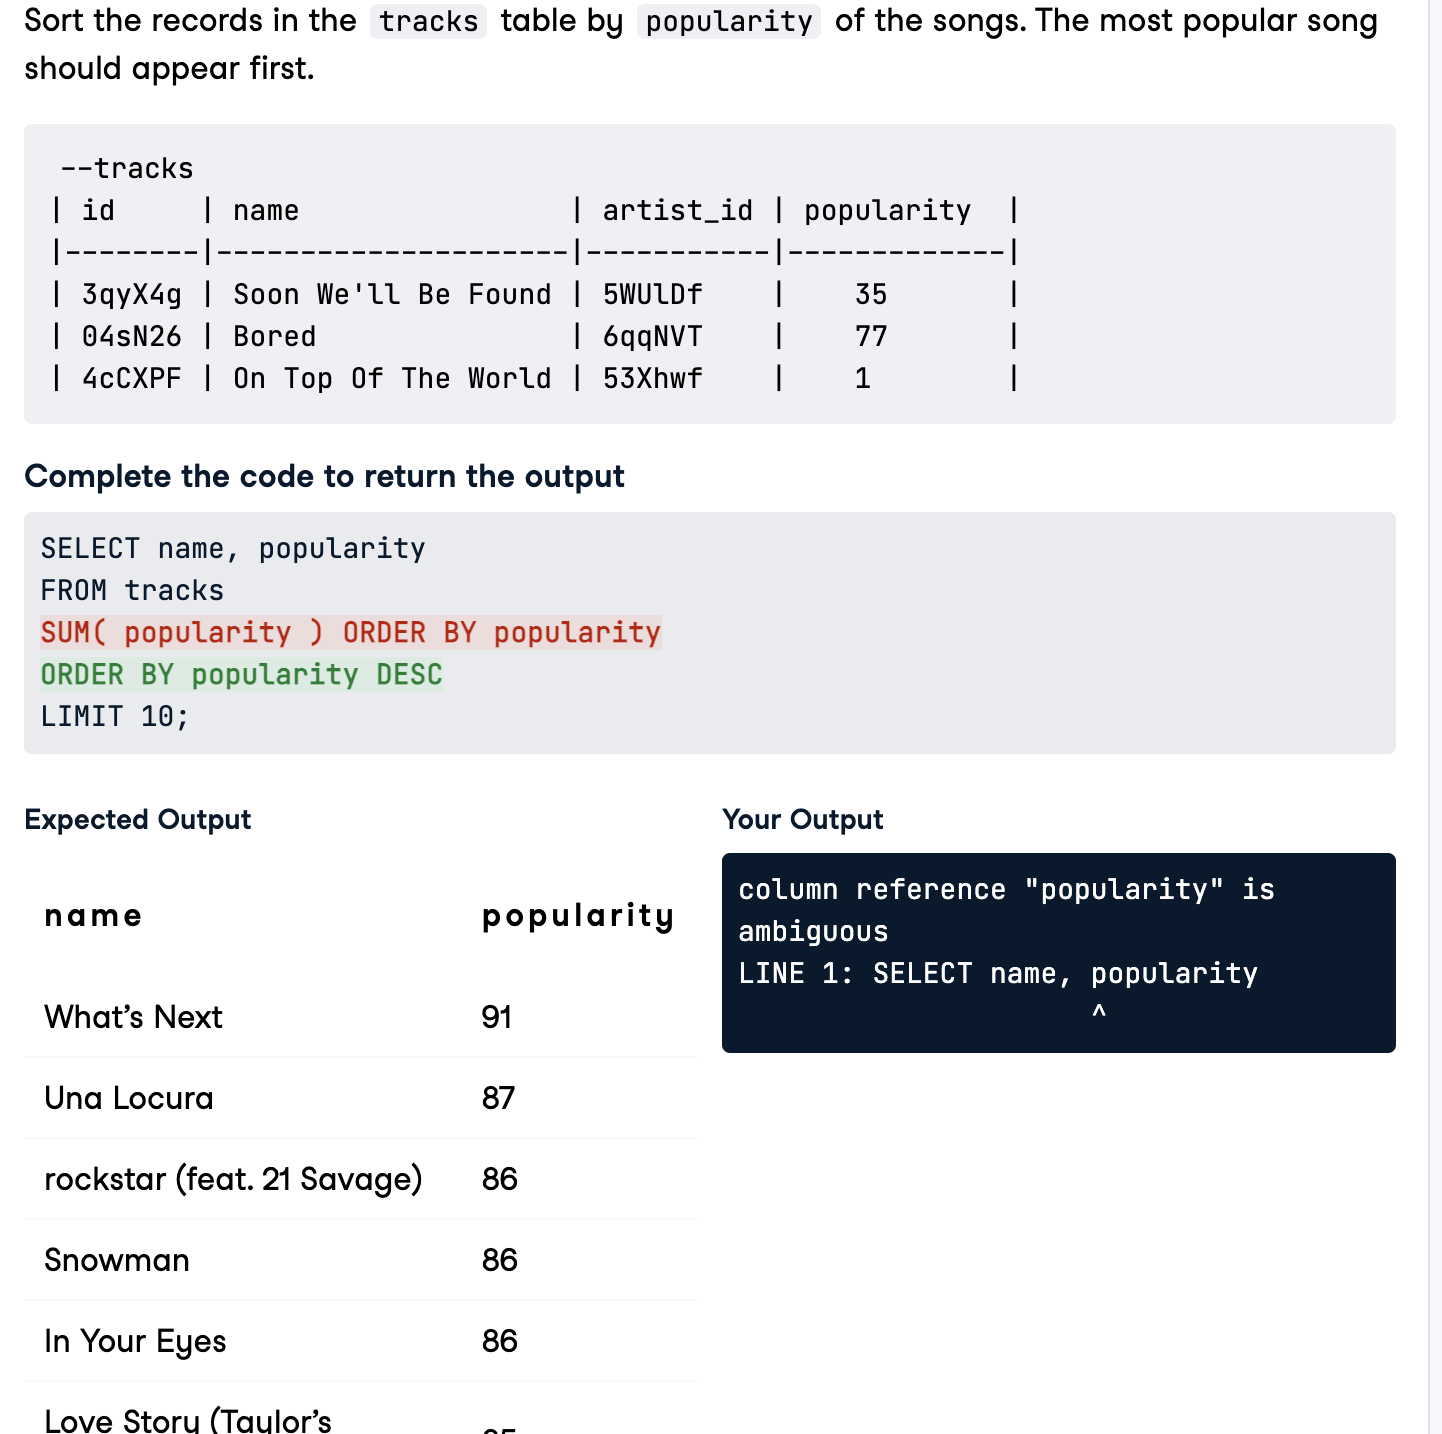 Sort the records in the tracks table by popularity of the songs. The most popular song
should appear first.
--tracks
| id     | name                | artist_id | popularity  |
|--------|---------------------|-----------|-------------|
| 3qyX4g | Soon We'll Be Found | 5WUlDf    |    35       |
| 04sN26 | Bored               | 6qqNVT    |    77       |
| 4cCXPF | On Top Of The World | 53Xhwf    |    1        |
Complete the code to return the output
SELECT name, popularity
FROM tracks
SUM( popularity ) ORDER BY popularity
ORDER BY popularity DESC
LIMIT 10;
Expected Output
name popularity
What's Next 91
Una Locura 87
rockstar (feat. 21 Savage) 86
Snowman 86
In Your Eyes 86
Love Story (Taylor's
Your Output
column reference "popularity" is
ambiguous
LINE 1: SELECT name, popularity
^